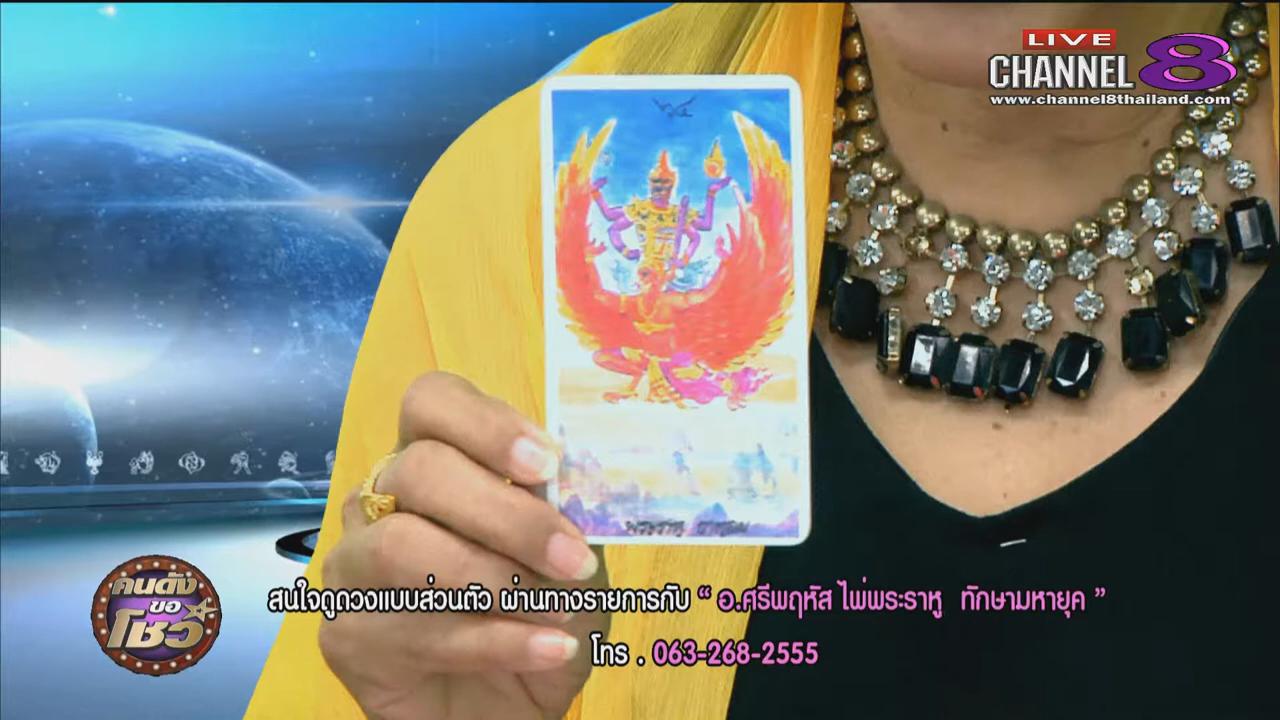 LIVE
CHANNEL 8
www.channel8thailand.com
คนดัง
ขอ
โชว์
สนใจดูดวงแบบส่วนตัว ผ่านทางรายการกับ “ อ.ศรีพฤหัส ไพ่พระราหู ทักษามหายุค ”
โทร . 063-268-2555